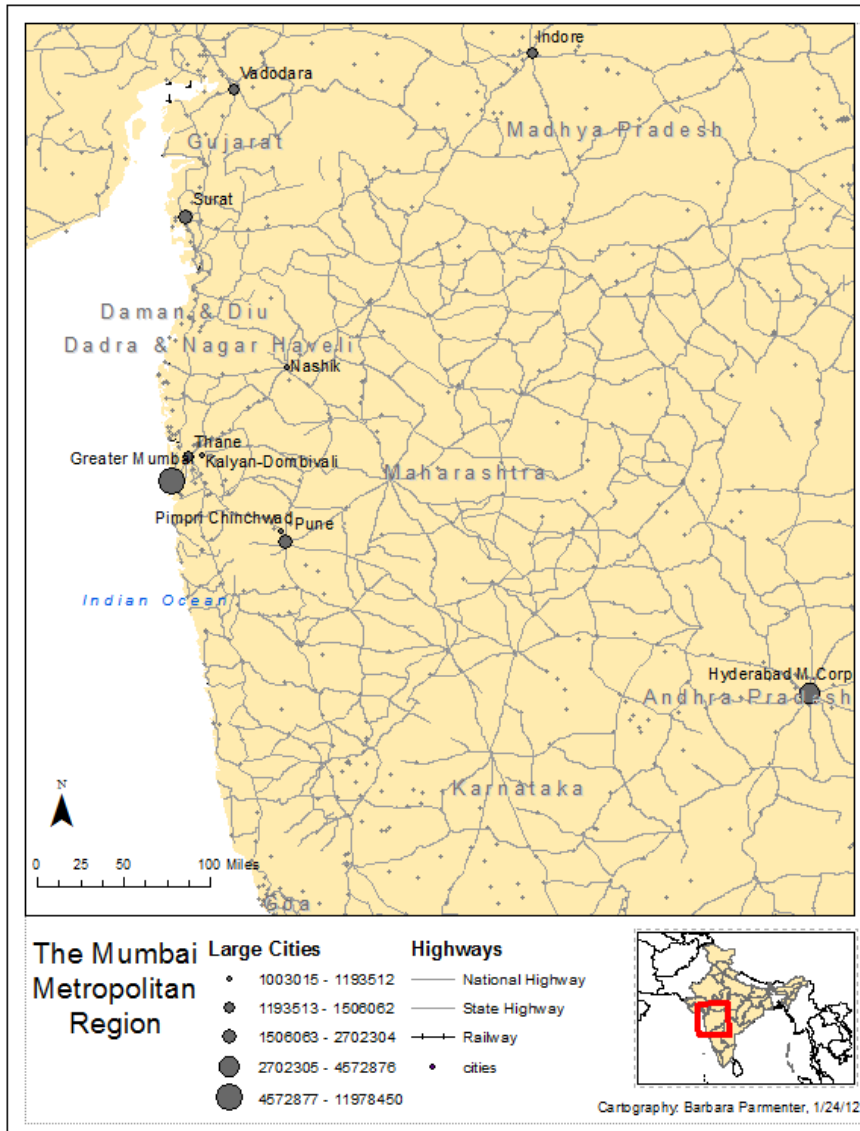 Indore
Vadodara
Madhya Pradesh
Gujarat
Surat
Daman & Diu
Dadra & Nagar Haveli
Nashik
Thane
Greater Mumbai
Kalyan-Dombivali
Maharashtra
Pimpri Chinchwad
Pune
Indian Ocean
Hyderabad M.Corp
Andhra Pradesh
Karnataka
N
0 25 50 100 Miles
Goa
The Mumbai
Metropolitan
Region
Large Cities
1003015 - 1193512
1193513 - 1506062
1506063 - 2702304
2702305 - 4572876
4572877 - 11978450
Highways
National Highway
State Highway
Railway
cities
Cartography: Barbara Parmenter, 1/24/12